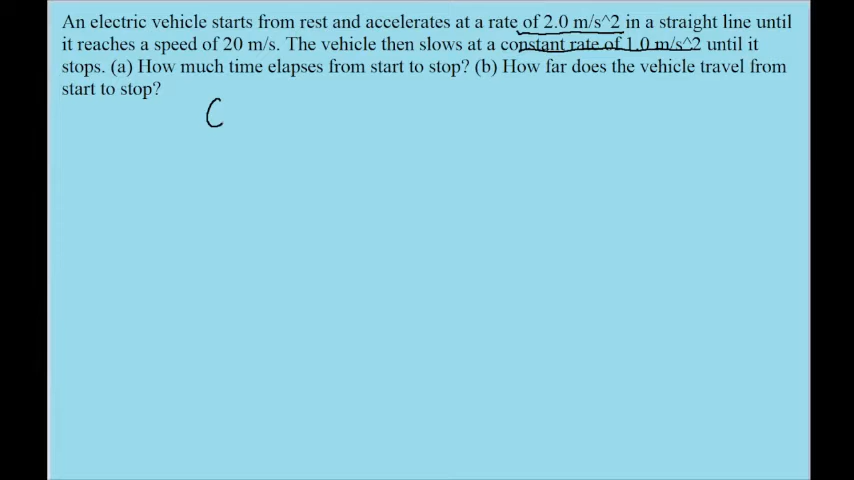 An electric vehicle starts from rest and accelerates at a rate of 2.0 m/s^2 in a straight line until
it reaches a speed of 20 m/s. The vehicle then slows at a constant rate of 1.0 m/s^2 until it
stops. (a) How much time elapses from start to stop? (b) How far does the vehicle travel from
start to stop?
C